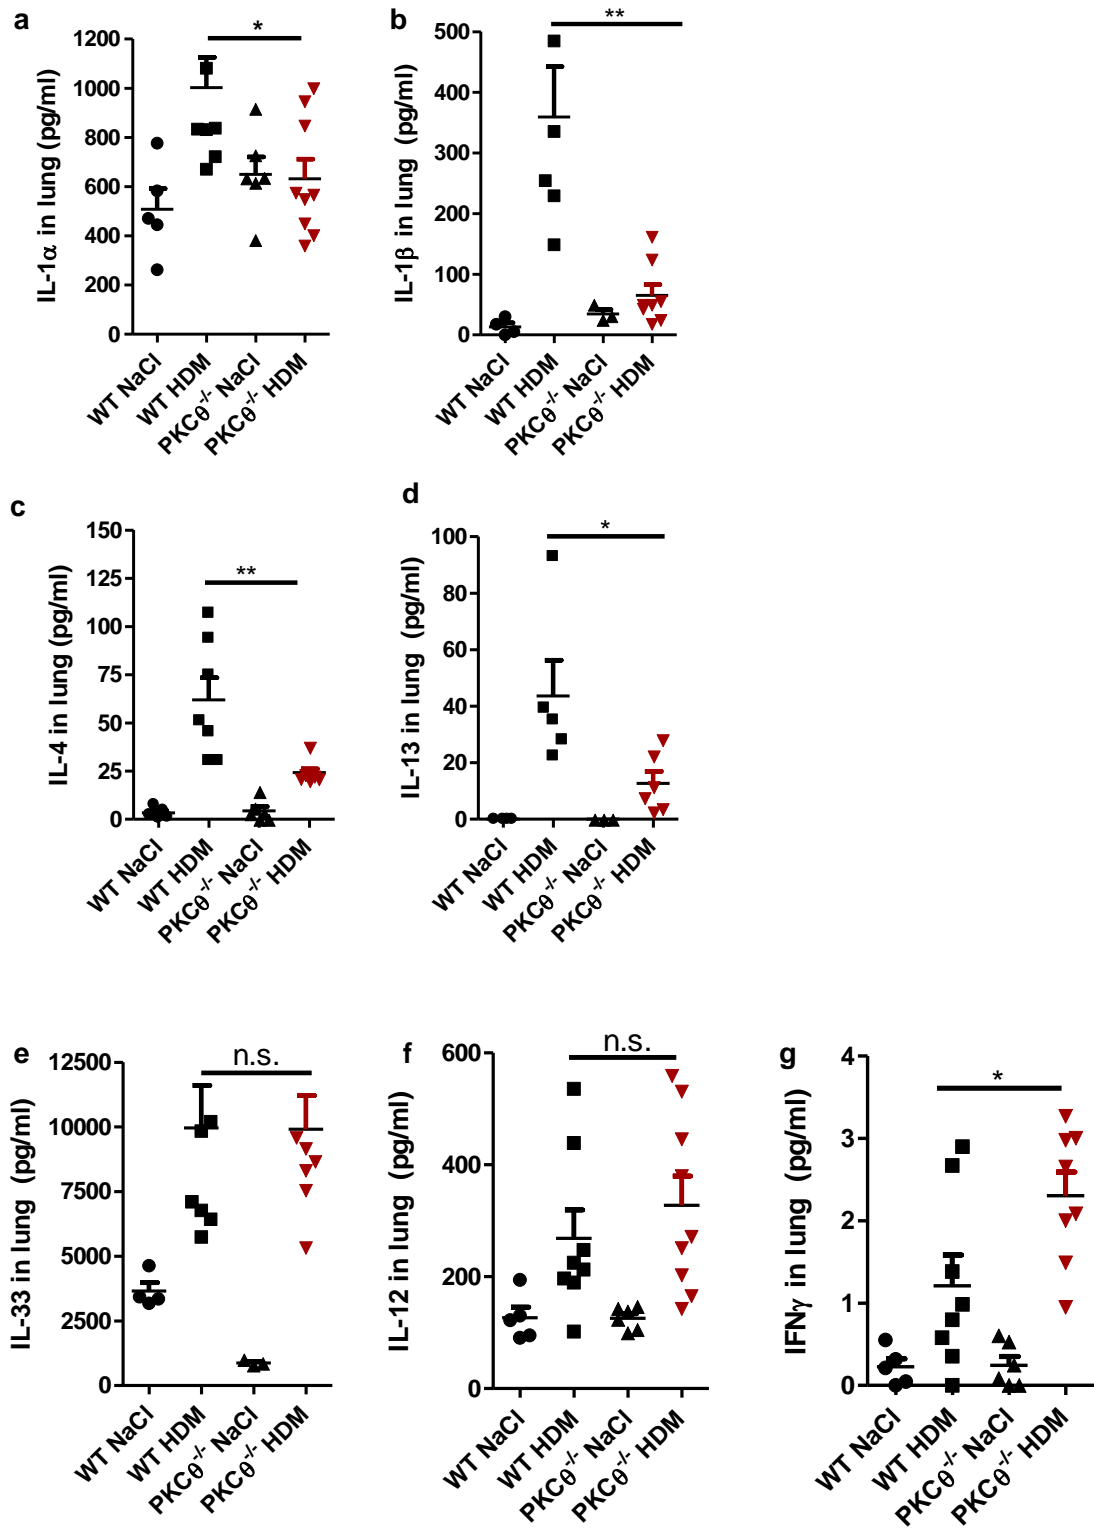 a
*
IL-1α in lung (pg/ml)
1200
1000
800
600
400
200
0
WT NaCl
WT HDM
PKCθ-/- NaCl
PKCθ-/- HDM
b
**
IL-1β in lung (pg/ml)
500
400
300
200
100
0
WT NaCl
WT HDM
PKCθ-/- NaCl
PKCθ-/- HDM
c
**
IL-4 in lung (pg/ml)
150
125
100
75
50
25
0
WT NaCl
WT HDM
PKCθ-/- NaCl
PKCθ-/- HDM
d
*
IL-13 in lung (pg/ml)
100
80
60
40
20
0
WT NaCl
WT HDM
PKCθ-/- NaCl
PKCθ-/- HDM
e
n.s.
IL-33 in lung (pg/ml)
12500
10000
7500
5000
2500
0
WT NaCl
WT HDM
PKCθ-/- NaCl
PKCθ-/- HDM
f
n.s.
IL-12 in lung (pg/ml)
600
400
200
0
WT NaCl
WT HDM
PKCθ-/- NaCl
PKCθ-/- HDM
g
*
IFNγ in lung (pg/ml)
4
3
2
1
0
WT NaCl
WT HDM
PKCθ-/- NaCl
PKCθ-/- HDM